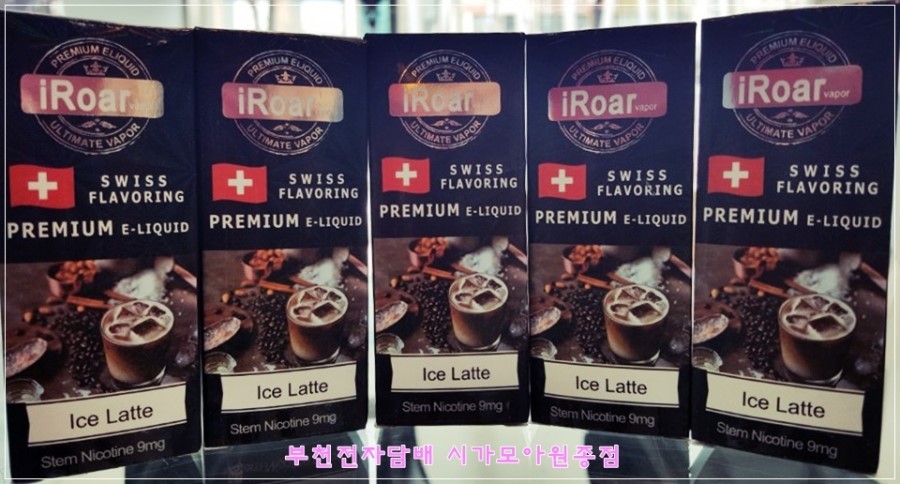 PREMIUM ELIQUID
iRoar vapor
ULTIMATE VAPOR
SWISS
FLAVORING
PREMIUM E-LIQUID
Ice Latte
Stem Nicotine 9mg
PREMIUM ELIQUID
iRoar
ULTIMATE VAPOR
SWISS
FLAVORING
PREMIUM E-LIQUID
Ice Latte
Stem Nicotine 9mg
PREMIUM ELIQUID
iRoar
ULTIMATE VAPOR
SWISS
FLAVORING
PREMIUM E-LIQUID
Ice Latte
Stem Nicotine 9mg
PREMIUM ELIQUID
iRoar vapor
ULTIMATE VAPOR
SWISS
FLAVORING
PREMIUM E-LIQUID
Ice Latte
Stem Nicotine 9mg
PREMIUM ELIQUID
iRoar vapor
ULTIMATE VAPOR
SWISS
FLAVORING
PREMIUM E-LIQUID
Ice Latte
Stem Nicotine 9mg
부천전자담배 시가모아원종점